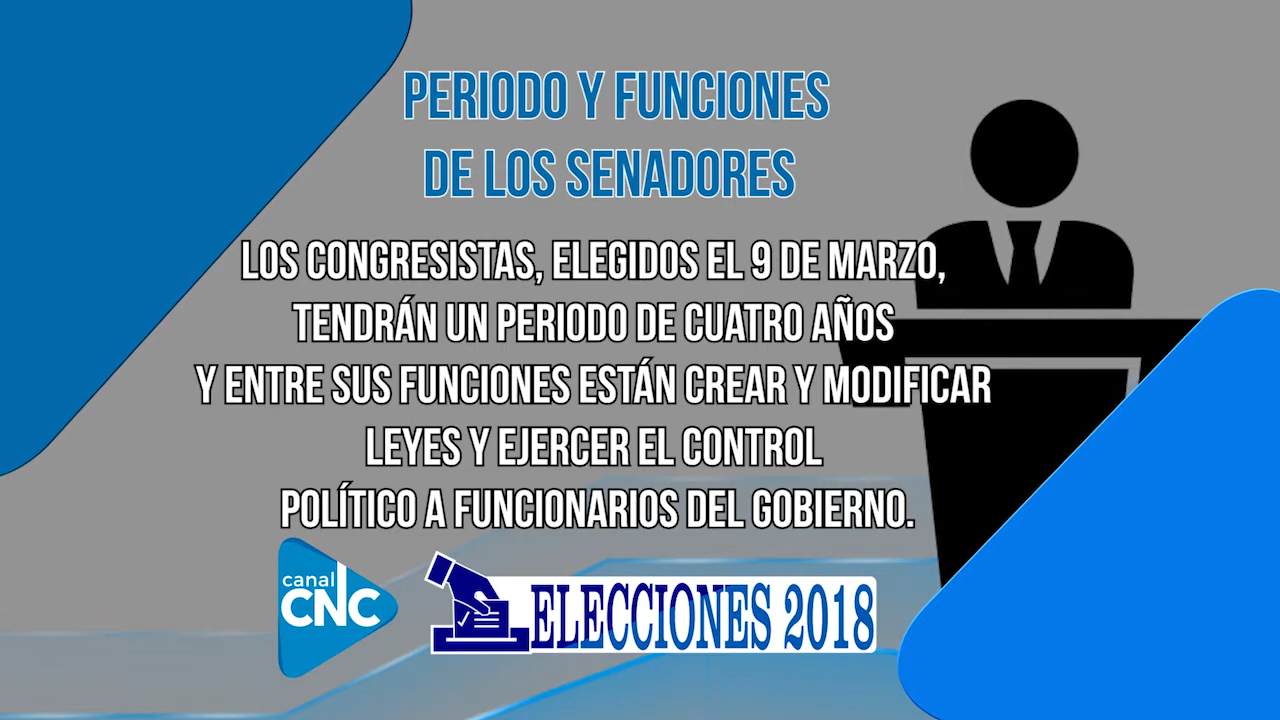 PERIODO Y FUNCIONES
DE LOS SENADORES
LOS CONGRESISTAS, ELEGIDOS EL 9 DE MARZO,
TENDRÁN UN PERIODO DE CUATRO AÑOS
Y ENTRE SUS FUNCIONES ESTÁN CREAR Y MODIFICAR
LEYES Y EJERCER EL CONTROL
POLÍTICO A FUNCIONARIOS DEL GOBIERNO.
canal
CNC
ELECCIONES 2018